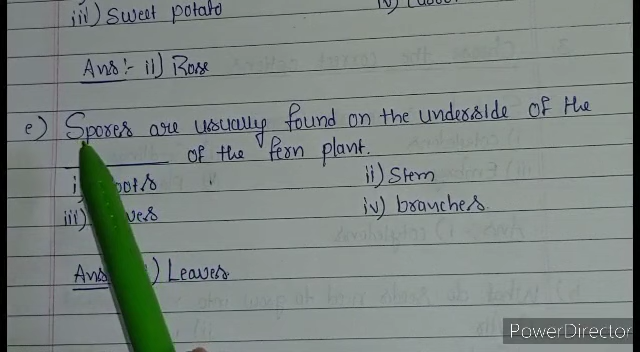 iii) Sweet potato
Ans:- ii) Rose
e) Spores are usually found on the underside of the
of the fern plant.
ii) Stem
iv) branches
Ans ) Leaves
PowerDirector